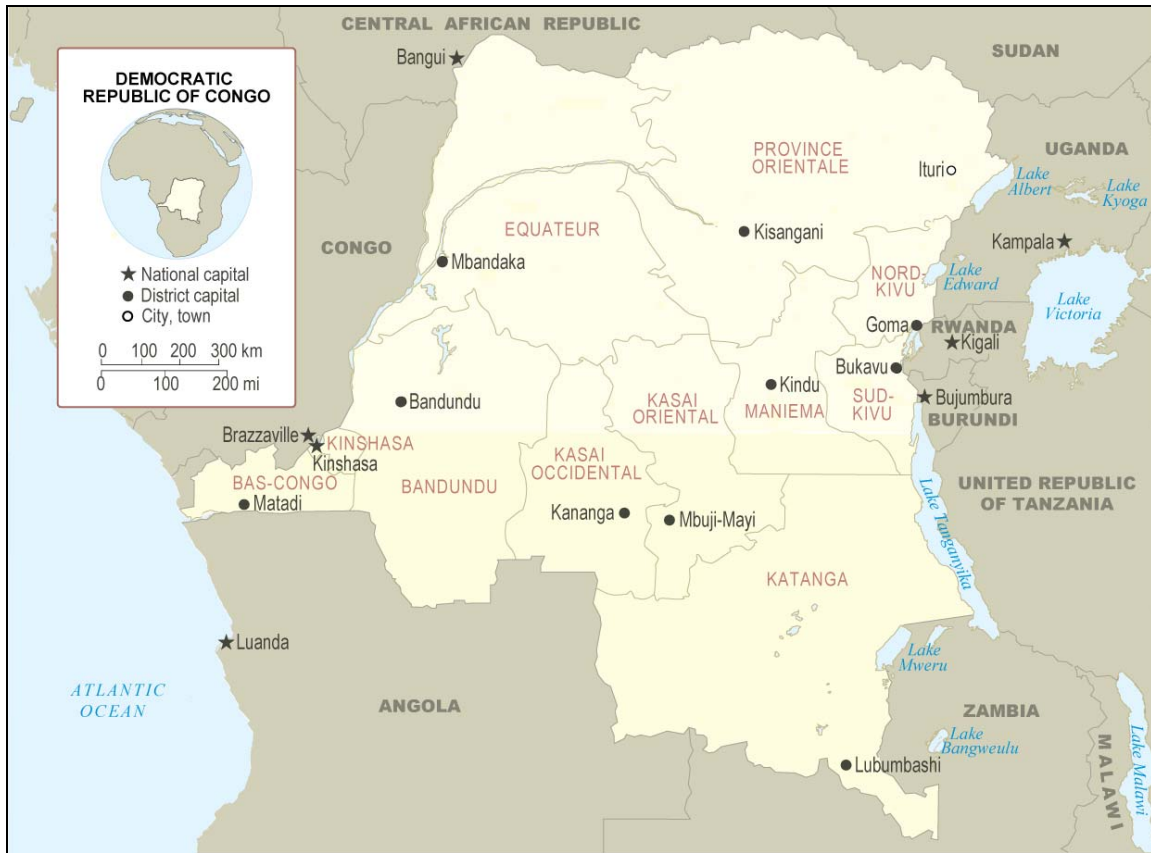 CENTRAL AFRICAN REPUBLIC
Bangui
SUDAN
DEMOCRATIC
REPUBLIC OF CONGO
National capital
District capital
City, town
0 100 200 300 km
0 100 200 mi
PROVINCE
ORIENTALE
Ituri
UGANDA
Lake
Albert
Lake
Kyoga
CONGO
EQUATEUR
Kisangani
Kampala
Mbandaka
NORD-
KIVU
Lake
Edward
Lake
Victoria
Goma
RWANDA
Kigali
Bukavu
Kindu
MANIEMA
SUD-
KIVU
Bujumbura
BURUNDI
Bandundu
KASAI
ORIENTAL
Brazzaville
KINSHASA
Kinshasa
BAS-CONGO
Matadi
BANDUNDU
KASAI
OCCIDENTAL
Kananga
Mbuji-Mayi
UNITED REPUBLIC
OF TANZANIA
Lake Tanganyika
KATANGA
Luanda
Lake
Mweru
ATLANTIC
OCEAN
ANGOLA
ZAMBIA
Lake
Bangweulu
Lubumbashi
MALAWI
Lake Malawi